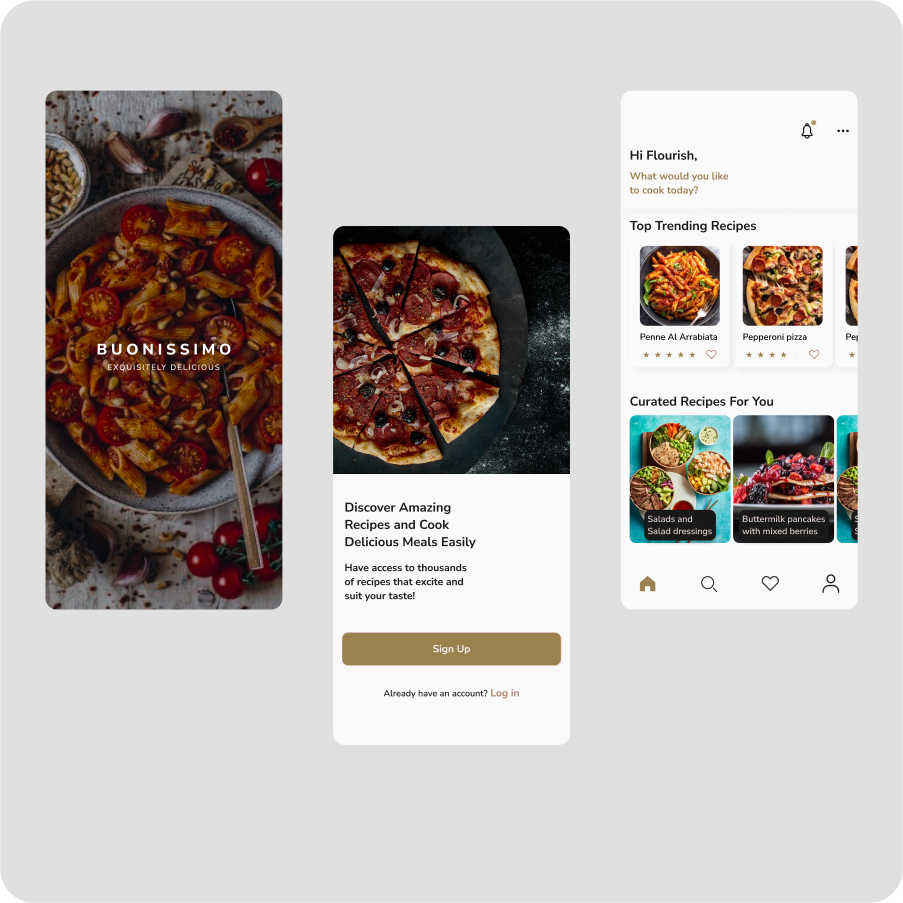 BUONISSIMO
EXQUISITELY DELICIOUS
Discover Amazing
Recipes and Cook
Delicious Meals Easily
Have access to thousands
of recipes that excite and
suit your taste!
Sign Up
Already have an account? Log in
Hi Flourish,
What would you like
to cook today?
Top Trending Recipes
Penne Al Arrabiata
Pepperoni pizza
Pep
Curated Recipes For You
Salads and
Salad dressings
Buttermilk pancakes
with mixed berries
S
S